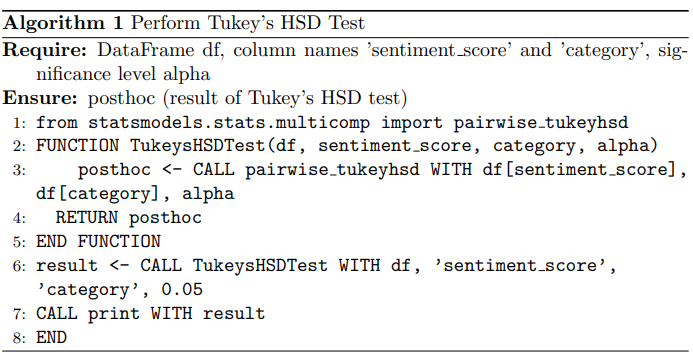 Algorithm 1 Perform Tukey's HSD Test
Require: DataFrame df, column names 'sentiment_score' and 'category', sig-
nificance level alpha
Ensure: posthoc (result of Tukey's HSD test)
1: from statsmodels.stats.multicomp import pairwise_tukeyhsd
2: FUNCTION TukeysHSDTest(df, sentiment_score, category, alpha)
3: posthoc <- CALL pairwise_tukeyhsd WITH df[sentiment_score],
df[category], alpha
4: RETURN posthoc
5: END FUNCTION
6: result <- CALL TukeysHSDTest WITH df, 'sentiment_score',
'category', 0.05
7: CALL print WITH result
8: END